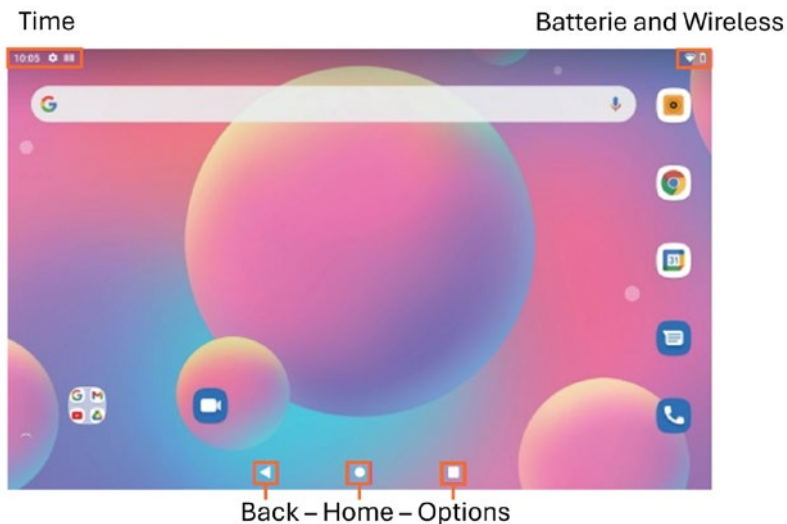 Time
Batterie and Wireless
10:05
G
31
G M
Back – Home – Options